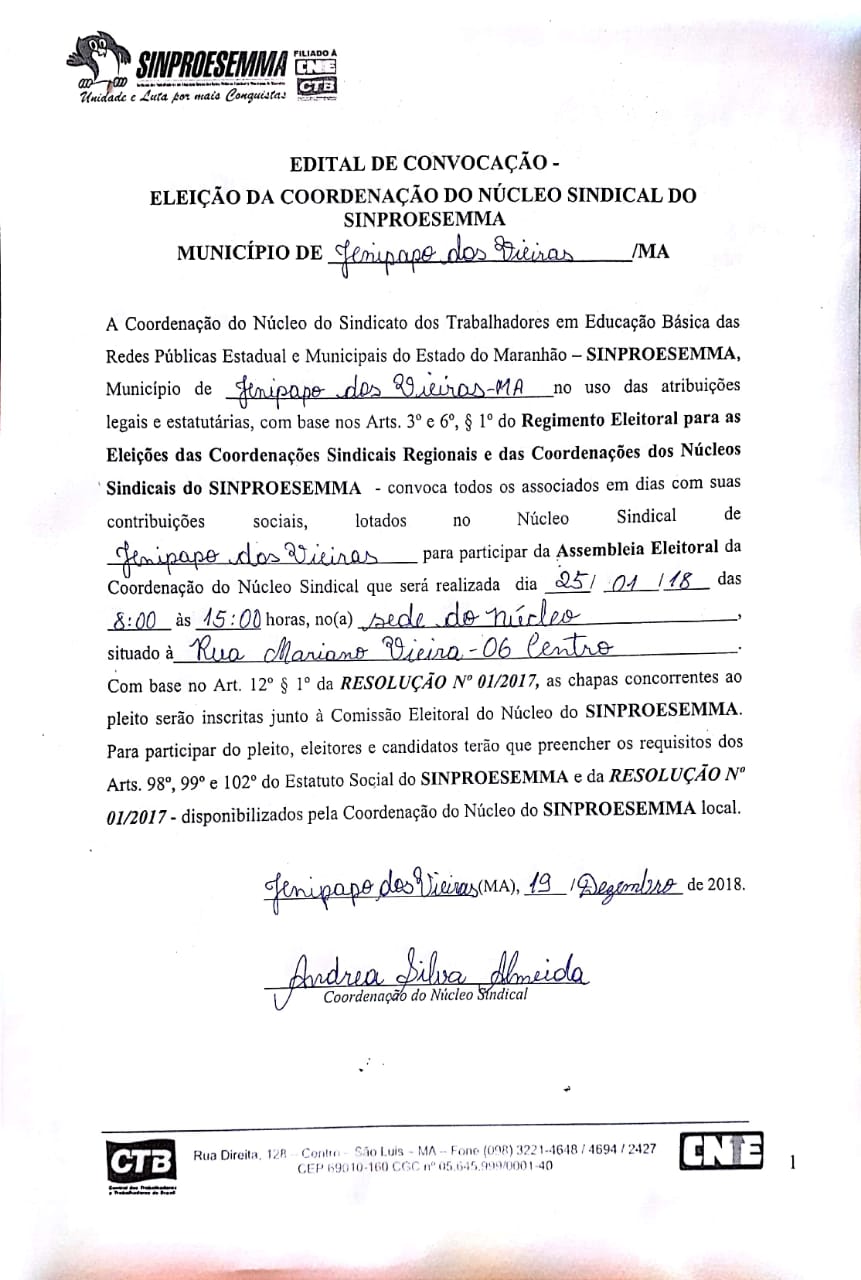 SINPROESEMMA
FILIADO À
CNE
CTB
Unidade e Luta por mais Conquistas
EDITAL DE CONVOCAÇÃO -
ELEIÇÃO DA COORDENAÇÃO DO NÚCLEO SINDICAL DO
SINPROESEMMA
MUNICÍPIO DE Jenipapo dos Vieiras /MA
A Coordenação do Núcleo do Sindicato dos Trabalhadores em Educação Básica das
Redes Públicas Estadual e Municipais do Estado do Maranhão – SINPROESEMMA,
Município de Jenipapo dos Vieiras-MA no uso das atribuições
legais e estatutárias, com base nos Arts. 3º e 6º, § 1º do Regimento Eleitoral para as
Eleições das Coordenações Sindicais Regionais e das Coordenações dos Núcleos
Sindicais do SINPROESEMMA - convoca todos os associados em dias com suas
contribuições sociais, lotados no Núcleo Sindical de
Jenipapo dos Vieiras para participar da Assembleia Eleitoral da
Coordenação do Núcleo Sindical que será realizada dia 25/ 01 /18 das
8:00 às 15:00 horas, no(a) sede do núcleo,
situado à Rua Mariano Vieira-06 Centro.
Com base no Art. 12º § 1º da RESOLUÇÃO Nº 01/2017, as chapas concorrentes ao
pleito serão inscritas junto à Comissão Eleitoral do Núcleo do SINPROESEMMA.
Para participar do pleito, eleitores e candidatos terão que preencher os requisitos dos
Arts. 98º, 99º e 102º do Estatuto Social do SINPROESEMMA e da RESOLUÇÃO Nº
01/2017 - disponibilizados pela Coordenação do Núcleo do SINPROESEMMA local.
Jenipapo dos Vieiras(MA), 19 /Dezembro de 2018.
Andrea Silva Almeida
Coordenação do Núcleo Sindical
CTB
Central dos Trabalhadores
e Trabalhadoras do Brasil
Rua Direita, 128 – Centro - São Luis - MA – Fone (098) 3221-4648 / 4694 / 2427
CEP 69010-160 CGC nº 05.645.999/0001-40
CNTE
1